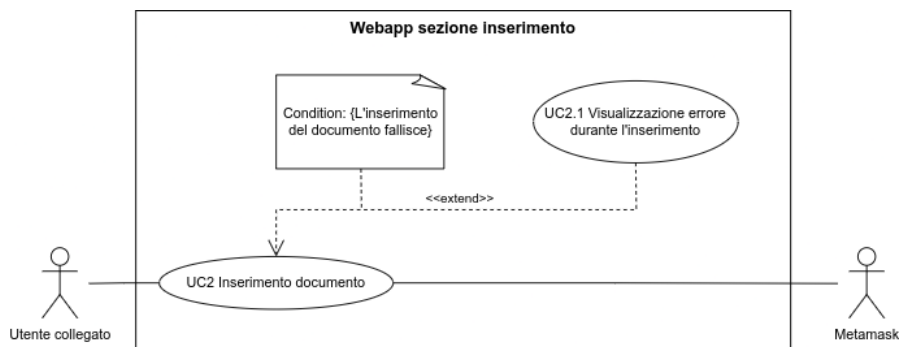 Webapp sezione inserimento
Condition: {L'inserimento
del documento fallisce}
UC2.1 Visualizzazione errore
durante l'inserimento
<<extend>>
UC2 Inserimento documento
Utente collegato
Metamask